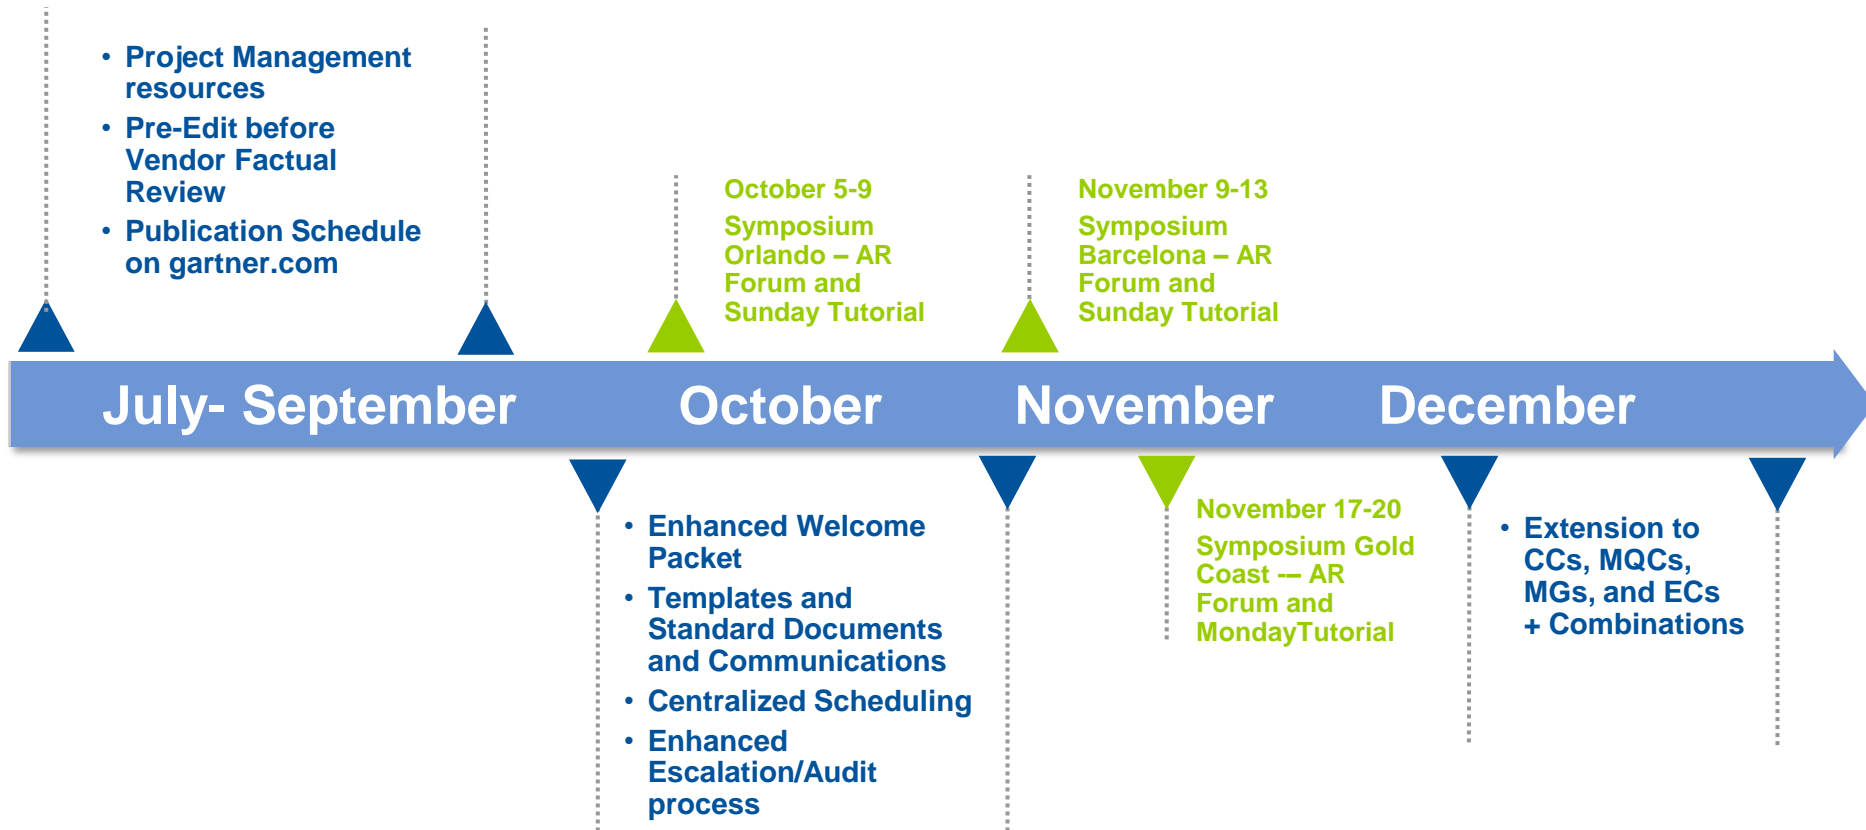 • Project Management
resources
• Pre-Edit before
Vendor Factual
Review
• Publication Schedule
on gartner.com
October 5-9
Symposium
Orlando – AR
Forum and
Sunday Tutorial
November 9-13
Symposium
Barcelona – AR
Forum and
Sunday Tutorial
July- September
October
November
December
• Enhanced Welcome
Packet
• Templates and
Standard Documents
and Communications
• Centralized Scheduling
• Enhanced
Escalation/Audit
process
November 17-20
Symposium Gold
Coast -– AR
Forum and
MondayTutorial
• Extension to
CCs, MQCs,
MGs, and ECs
+ Combinations